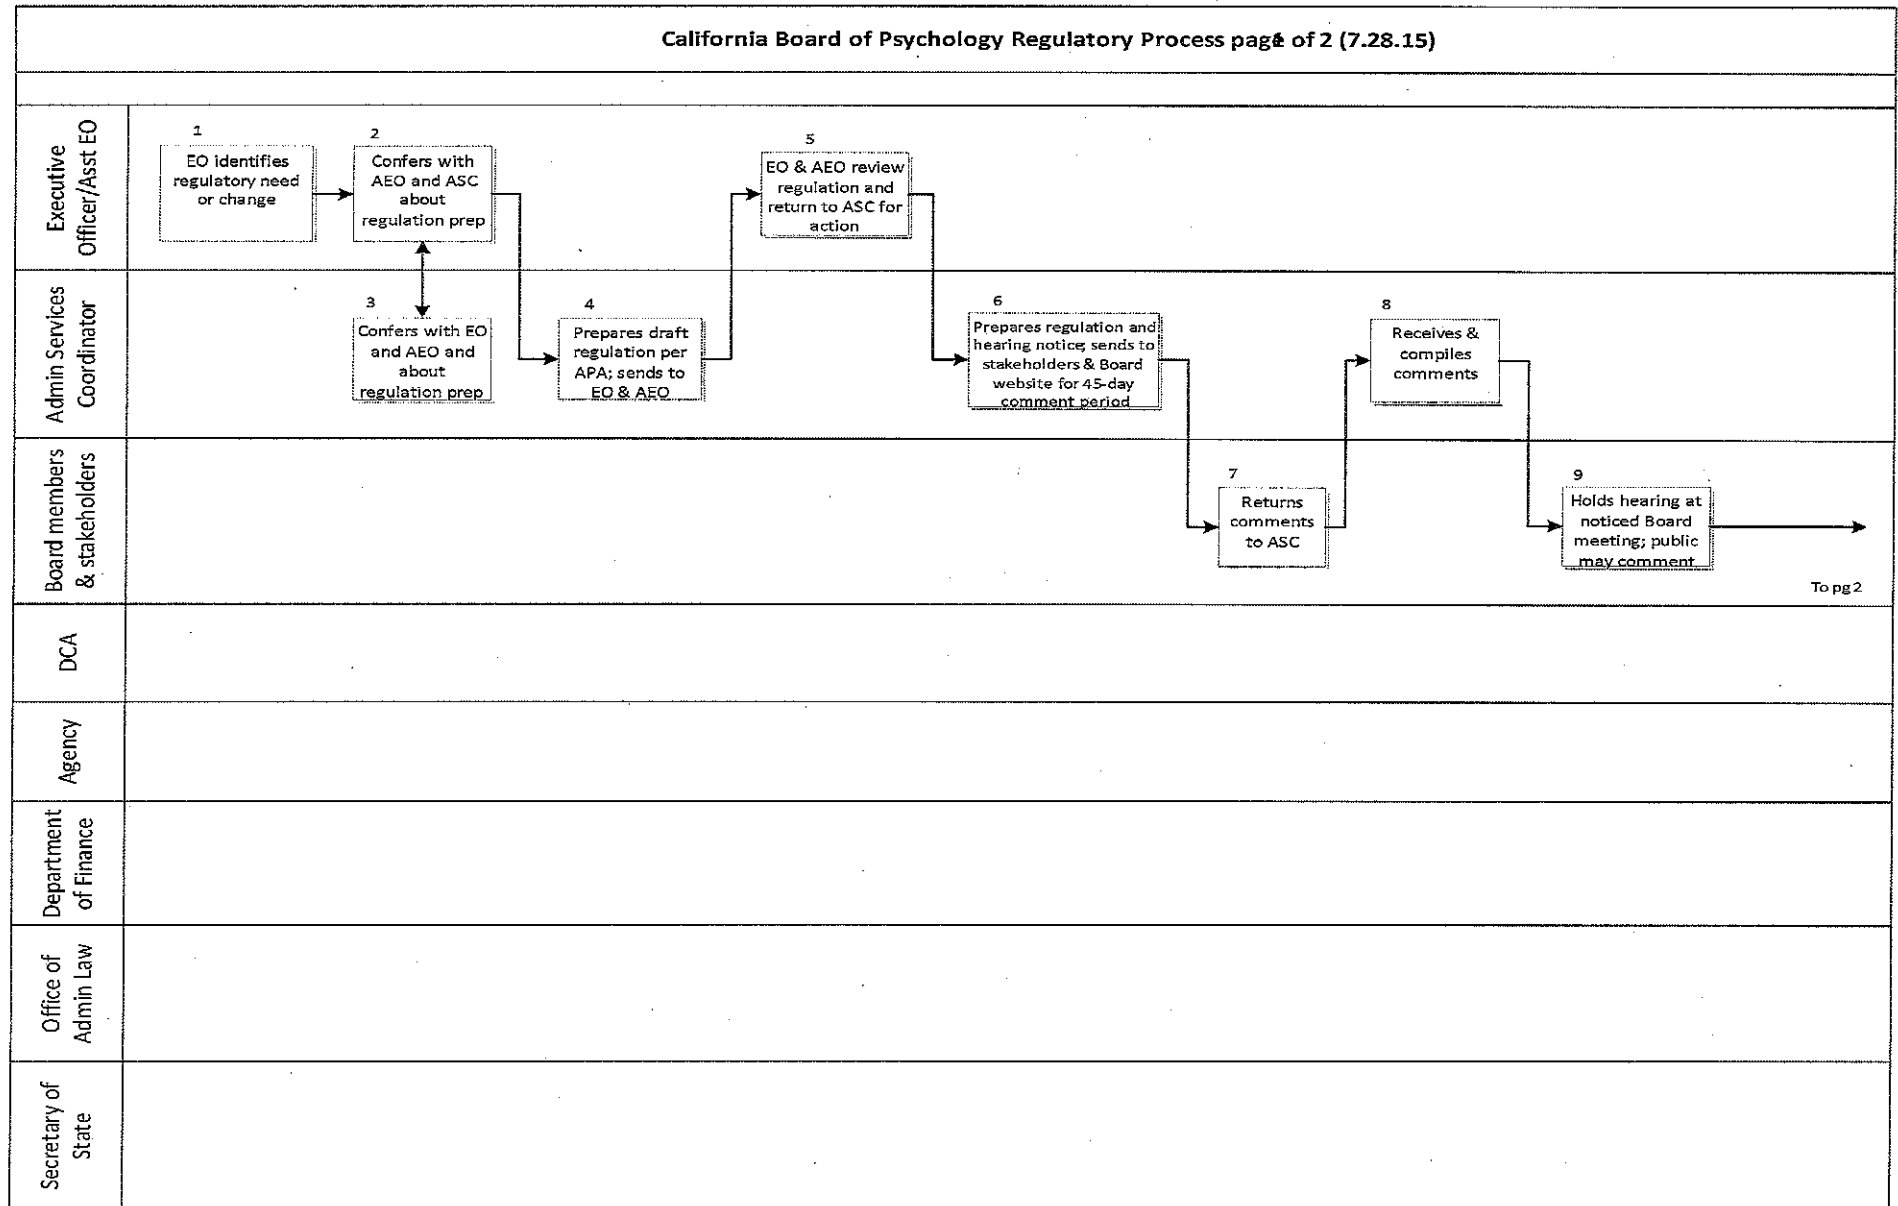 California Board of Psychology Regulatory Process page of 2 (7.28.15)
Executive
Officer/Asst EO
1
EO identifies
regulatory need
or change
2
Confers with
AEO and ASC
about
regulation prep
5
EO & AEO review
regulation and
return to ASC for
action
Admin Services
Coordinator
3
Confers with EO
and AEO and
about
regulation prep
4
Prepares draft
regulation per
APA; sends to
EO & AEO
6
Prepares regulation and
hearing notice; sends to
stakeholders & Board
website for 45-day
comment period
8
Receives &
compiles
comments
Board members
& stakeholders
7
Returns
comments
to ASC
9
Holds hearing at
noticed Board
meeting; public
may comment
To pg 2
DCA
Agency
Department
of Finance
Office of
Admin Law
Secretary of
State